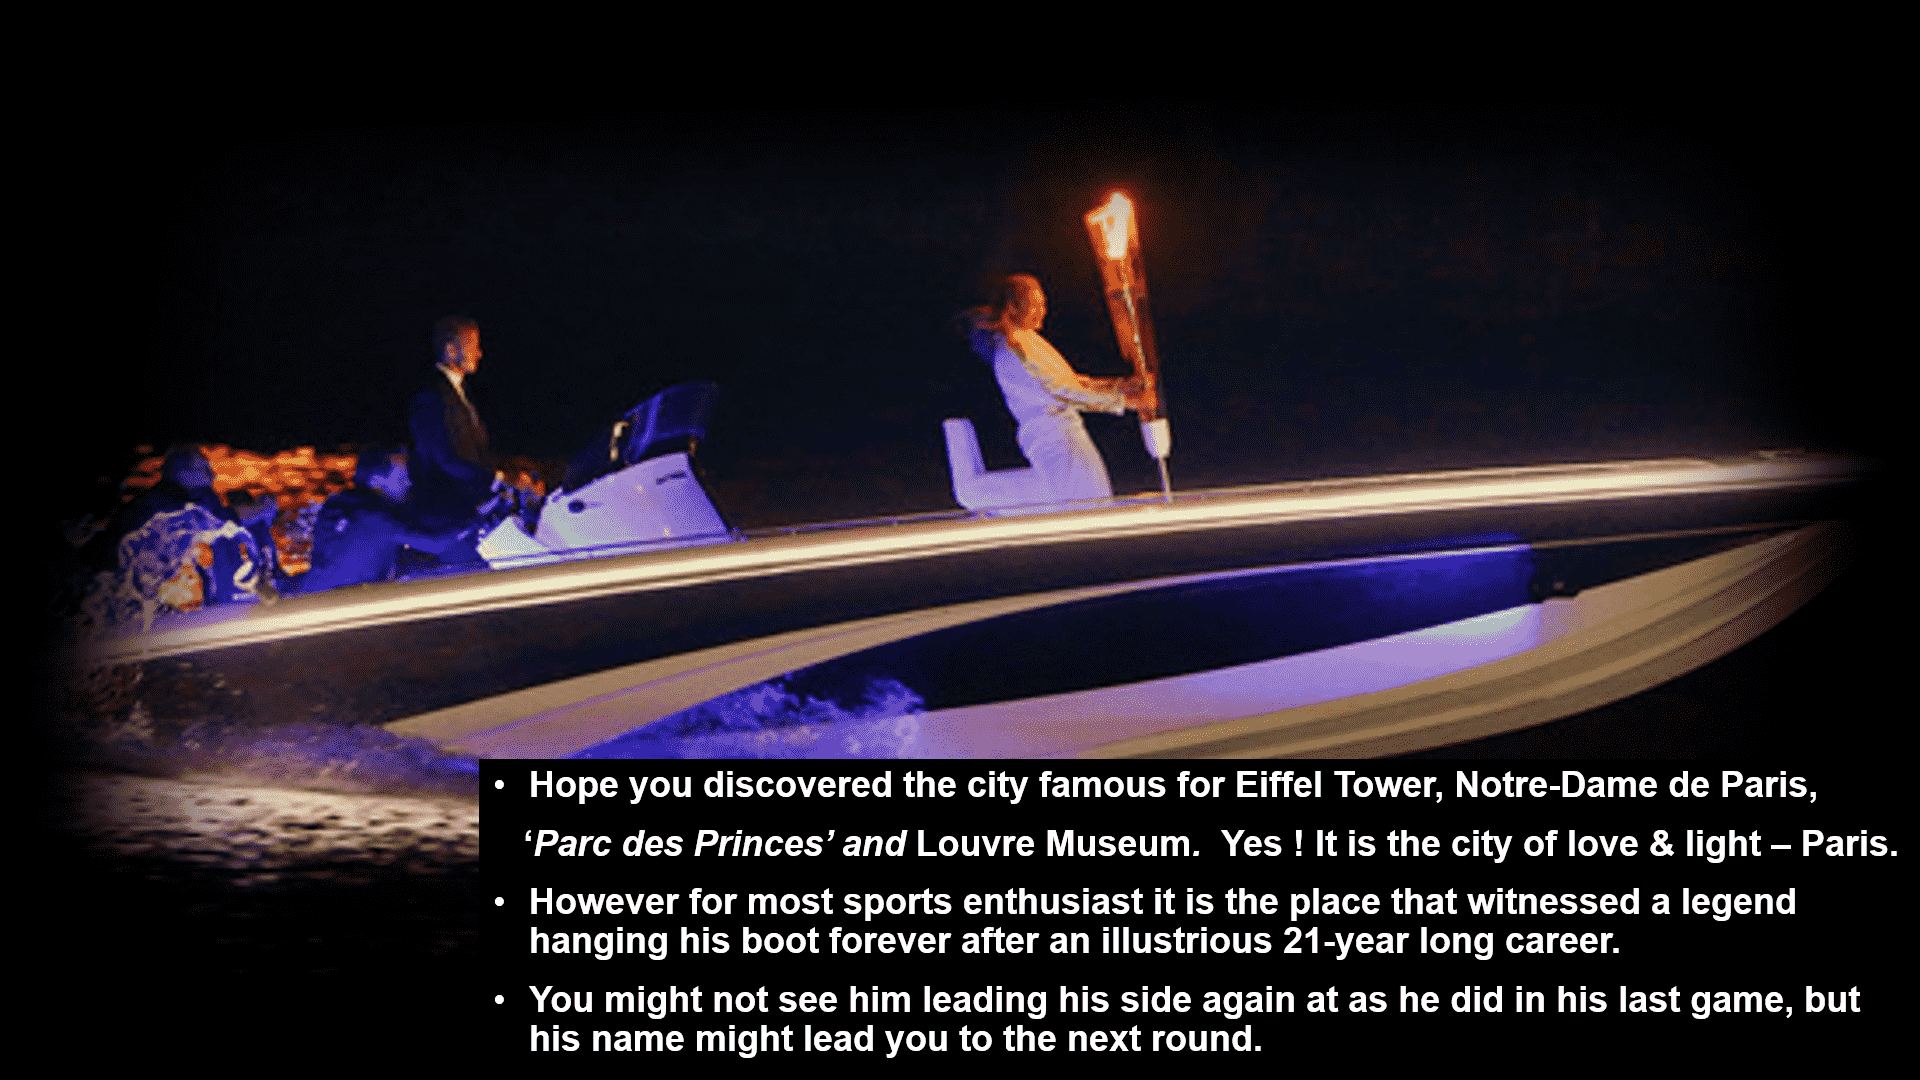 • Hope you discovered the city famous for Eiffel Tower, Notre-Dame de Paris,
‘Parc des Princes’ and Louvre Museum.  Yes ! It is the city of love & light – Paris.
• However for most sports enthusiast it is the place that witnessed a legend
hanging his boot forever after an illustrious 21-year long career.
• You might not see him leading his side again at as he did in his last game, but
his name might lead you to the next round.